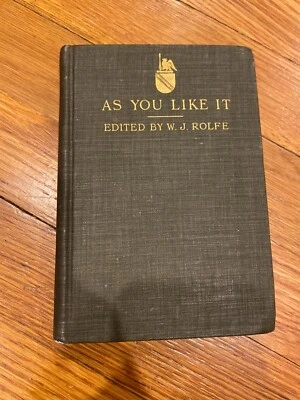 AS YOU LIKE IT
EDITED BY W. J. ROLFE